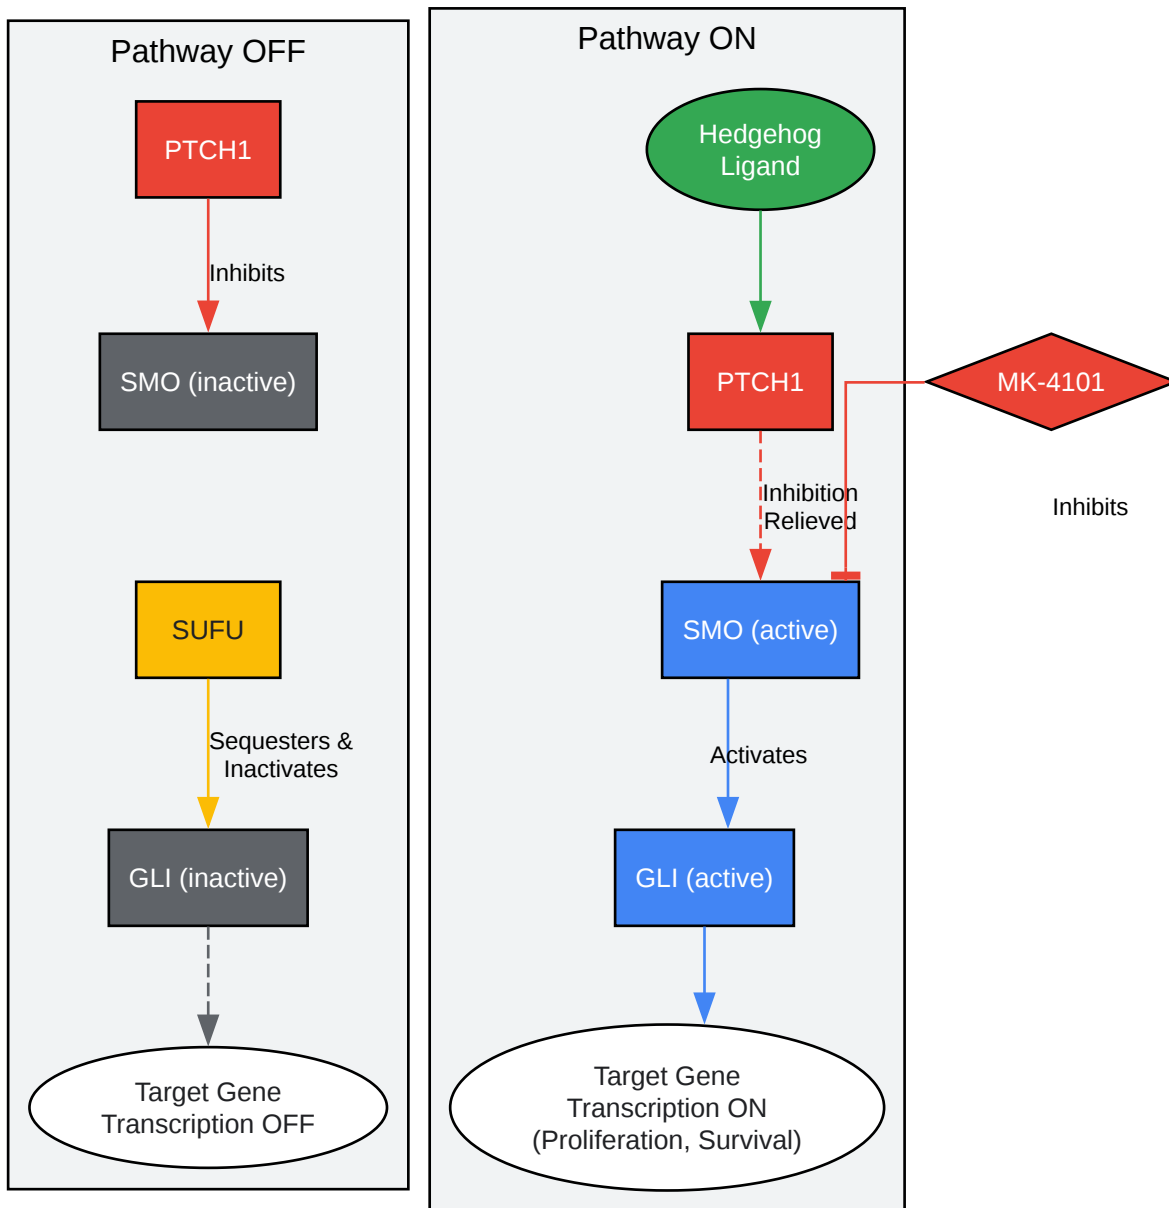 Pathway OFF
PTCH1
Inhibits
SMO (inactive)
SUFU
Sequesters &
Inactivates
GLI (inactive)
Target Gene
Transcription OFF
Pathway ON
Hedgehog
Ligand
PTCH1
MK-4101
Inhibition
Relieved
Inhibits
SMO (active)
Activates
GLI (active)
Target Gene
Transcription ON
(Proliferation, Survival)